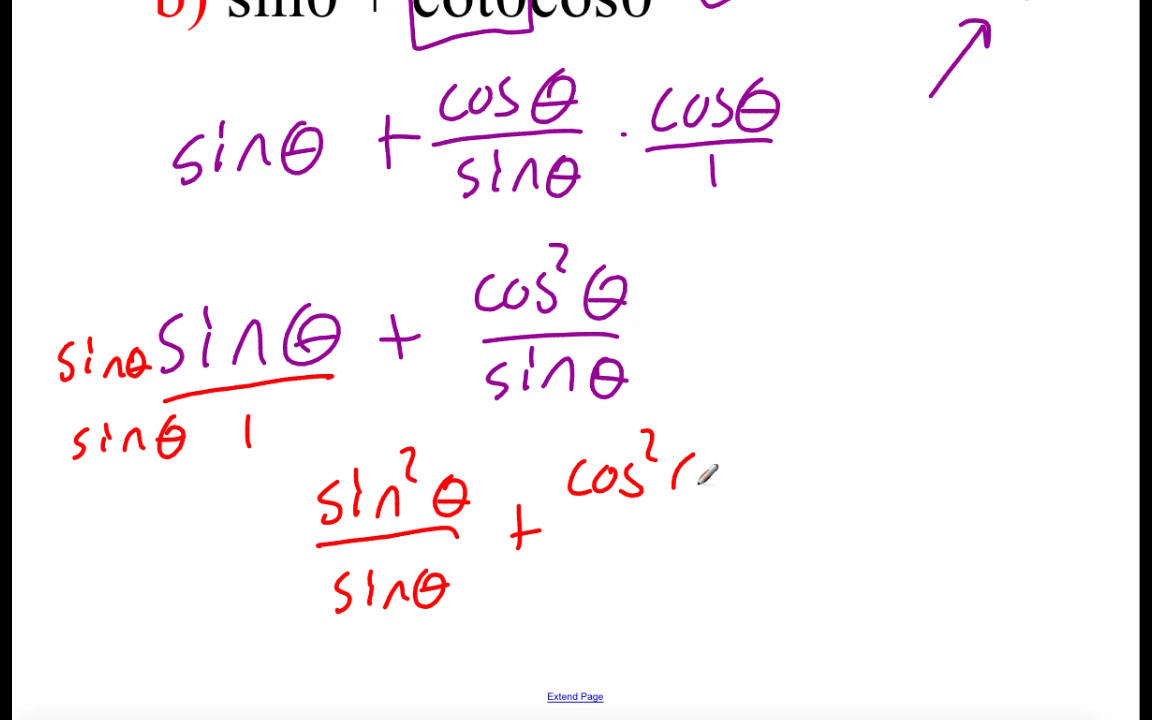 b) sinθ + cotθcosθ
sinθ + cosθ/sinθ · cosθ/1
sinθ/sinθ sinθ/1 + cos²θ/sinθ
sin²θ/sinθ + cos²
Extend Page